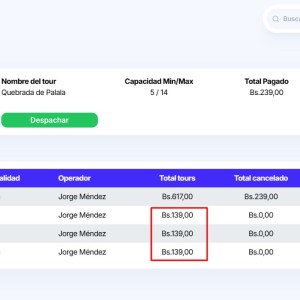 Busca
Nombre del tour Capacidad Min/Max Total Pagado
Quebrada de Palala 5 / 14 Bs.239,00
Despachar
alidad Operador Total tours Total cancelado
Jorge Méndez Bs.617,00 Bs.239,00
Jorge Méndez Bs.139,00 Bs.0,00
Jorge Méndez Bs.139,00 Bs.0,00
Jorge Méndez Bs.139,00 Bs.0,00